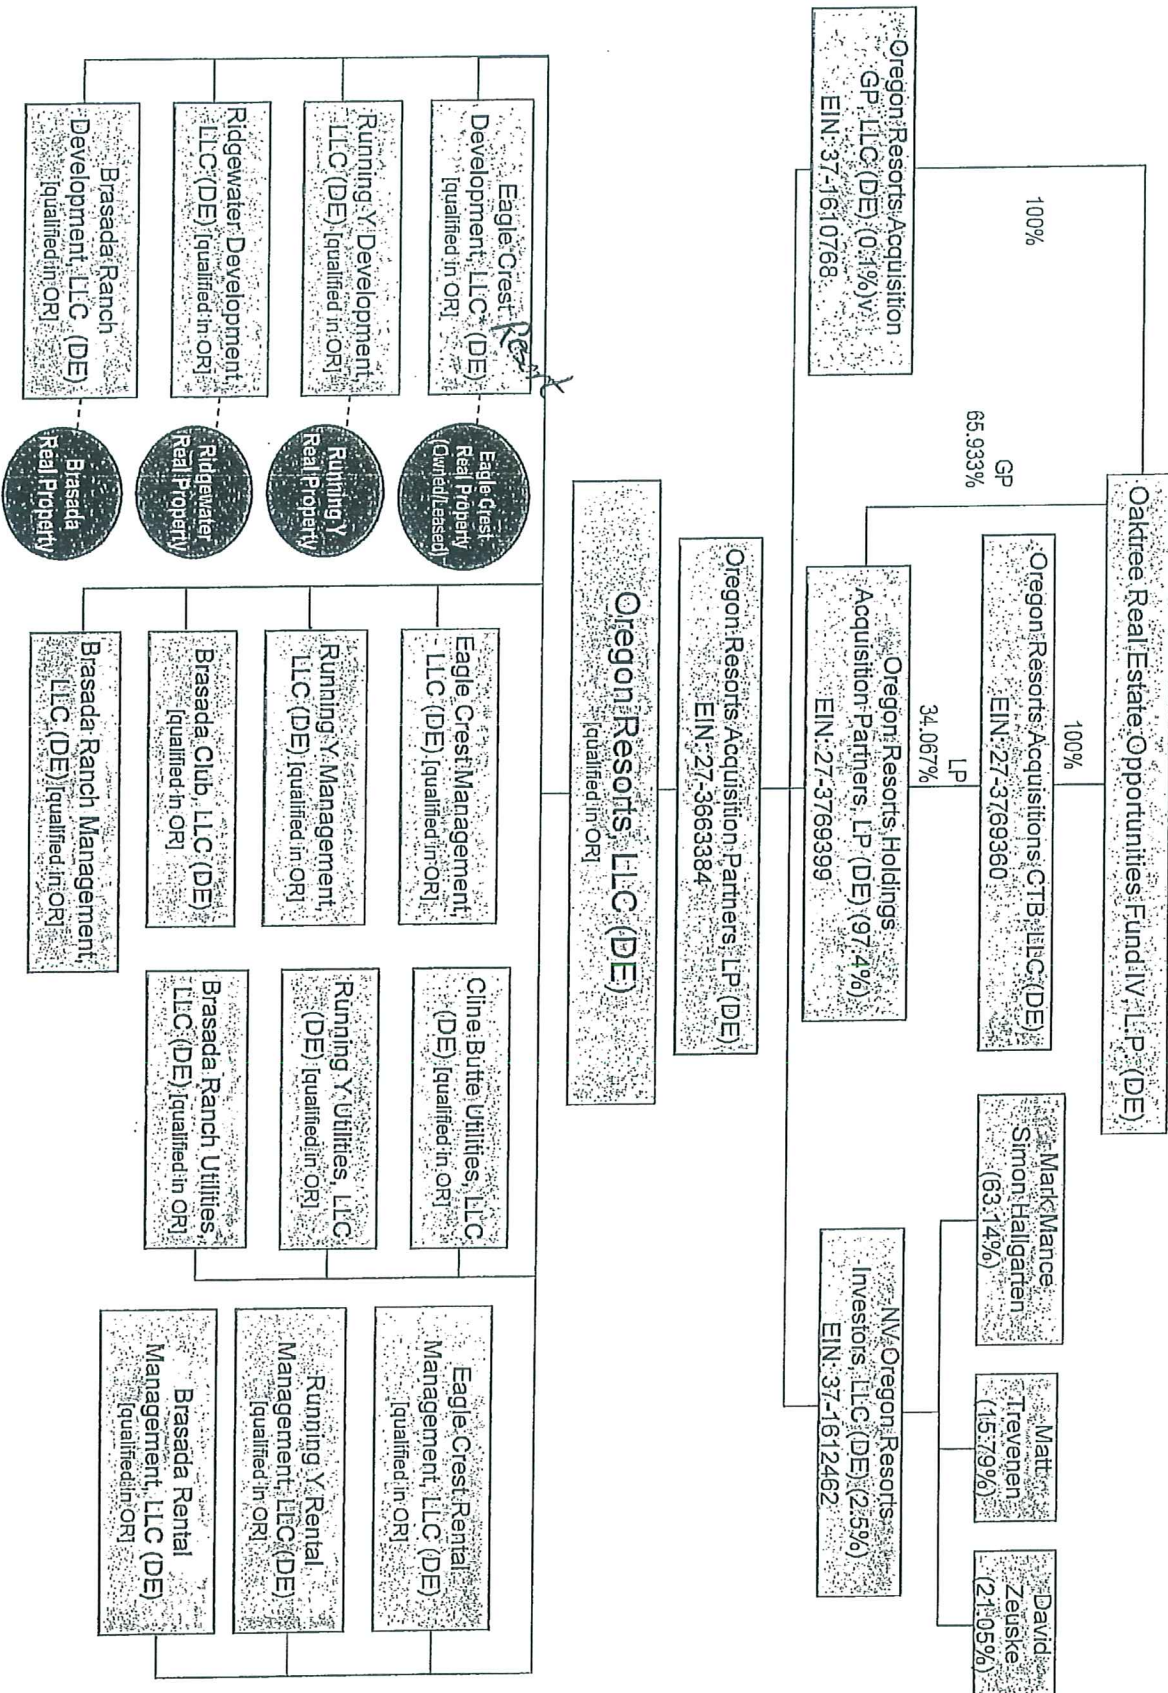 Oaktree Real Estate Opportunities Fund IV, L.P. (DE)
100%
100%
Oregon Resorts Acquisitions CTB, LLC (DE)
EIN: 27-3769360
GP
65.933%
LP
34.067%
Mark Mance
Simon Hallgarten
(63.14%)
Matt
Trevenen
(15.79%)
David
Zeuske
(21.05%)
Oregon Resorts Acquisition
GP, LLC (DE) (0.1%)v
EIN: 37-1610768
Oregon Resorts Holdings
Acquisition Partners, LP (DE) (97.4%)
EIN: 27-3769399
NV Oregon Resorts
Investors, LLC (DE) (2.5%)
EIN: 37-1612462
Oregon Resorts Acquisition Partners, LP (DE)
EIN: 27-3663384
Oregon Resorts, LLC (DE)
[qualified in OR]
Resort
Eagle Crest
Development, LLC* (DE)
[qualified in OR]
Eagle Crest
Real Property
(Owned/Leased)
Running Y Development,
LLC (DE) [qualified in OR]
Running Y
Real Property
Ridgewater Development,
LLC (DE) [qualified in OR]
Ridgewater
Real Property
Brasada Ranch
Development, LLC (DE)
[qualified in OR]
Brasada
Real Property
Eagle Crest Management,
LLC (DE) [qualified in OR]
Running Y Management,
LLC (DE) [qualified in OR]
Brasada Club, LLC (DE)
[qualified in OR]
Brasada Ranch Management,
LLC (DE) [qualified in OR]
Cline Butte Utilities, LLC
(DE) [qualified in OR]
Running Y Utilities, LLC
(DE) [qualified in OR]
Brasada Ranch Utilities,
LLC (DE) [qualified in OR]
Eagle Crest Rental
Management, LLC (DE)
[qualified in OR]
Running Y Rental
Management, LLC (DE)
[qualified in OR]
Brasada Rental
Management, LLC (DE)
[qualified in OR]